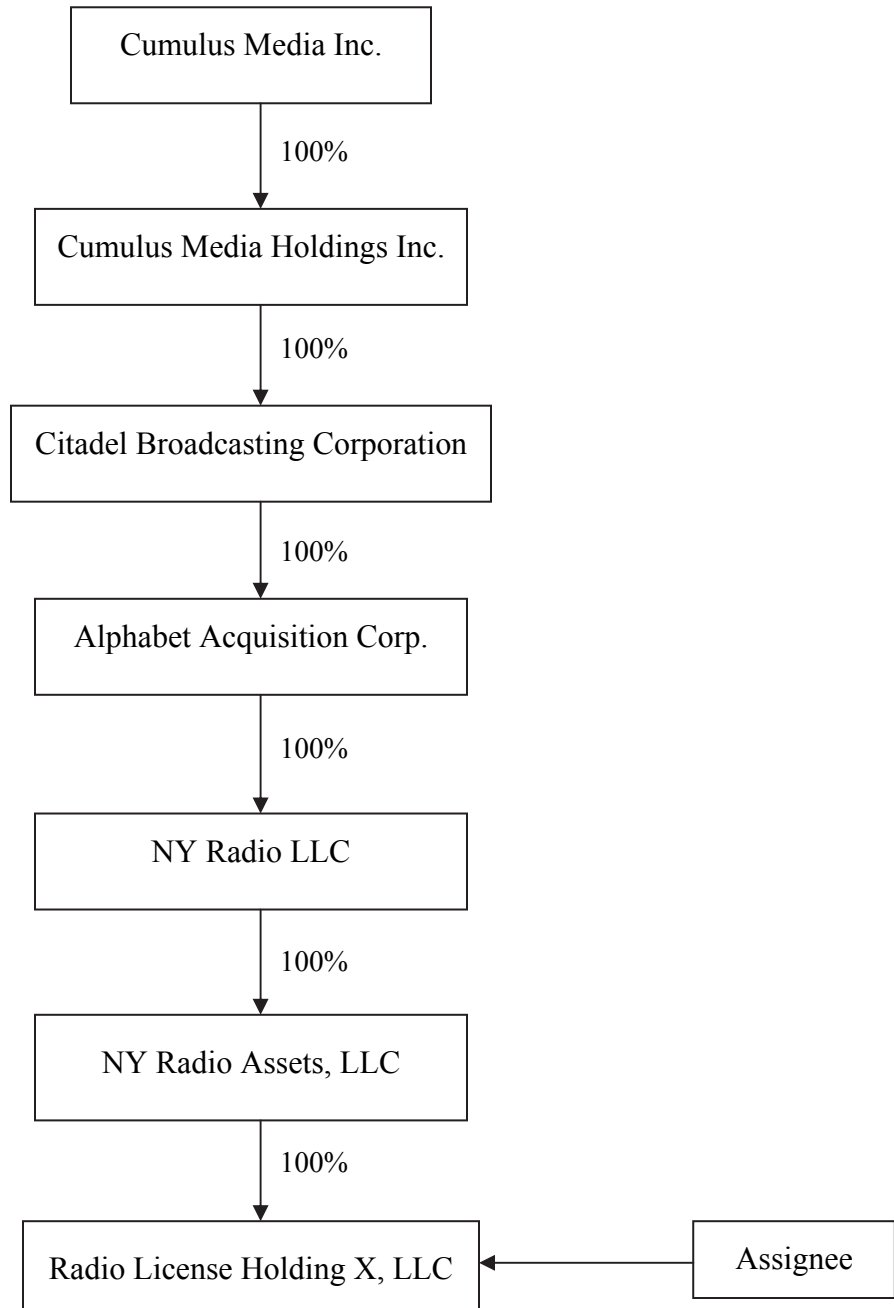 Cumulus Media Inc.
100%
Cumulus Media Holdings Inc.
100%
Citadel Broadcasting Corporation
100%
Alphabet Acquisition Corp.
100%
NY Radio LLC
100%
NY Radio Assets, LLC
100%
Radio License Holding X, LLC
Assignee